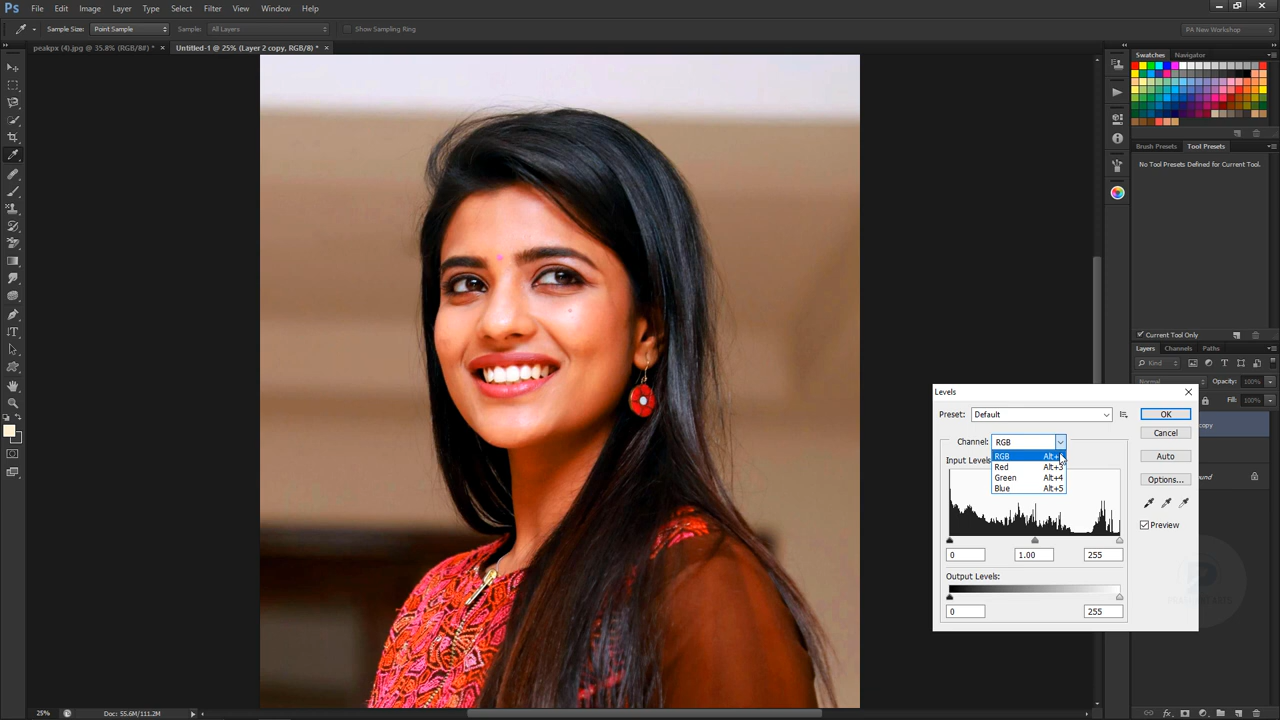 Ps File Edit Image Layer Type Select Filter View Window Help
Sample Size: Point Sample All Layers Show Sampling Ring PA New Workshop
peakpx (4).jpg @ 35.8% (RGB/8#) * × Untitled-1 @ 25% (Layer 2 copy, RGB/8) * ×
Swatches Navigator
Brush Presets Tool Presets
No Tool Presets Defined for Current Tool.
Current Tool Only
Layers Channels Paths
Kind
Normal Opacity: 100%
Fill: 100%
copy
Levels
Preset: Default OK
Channel: RGB Cancel
RGB
Red Alt+3
Green Alt+4
Blue Alt+5
Input Levels
Auto
Options...
Preview
0 1.00 255
Output Levels:
0 255
25% Doc: 55.6M/111.2M